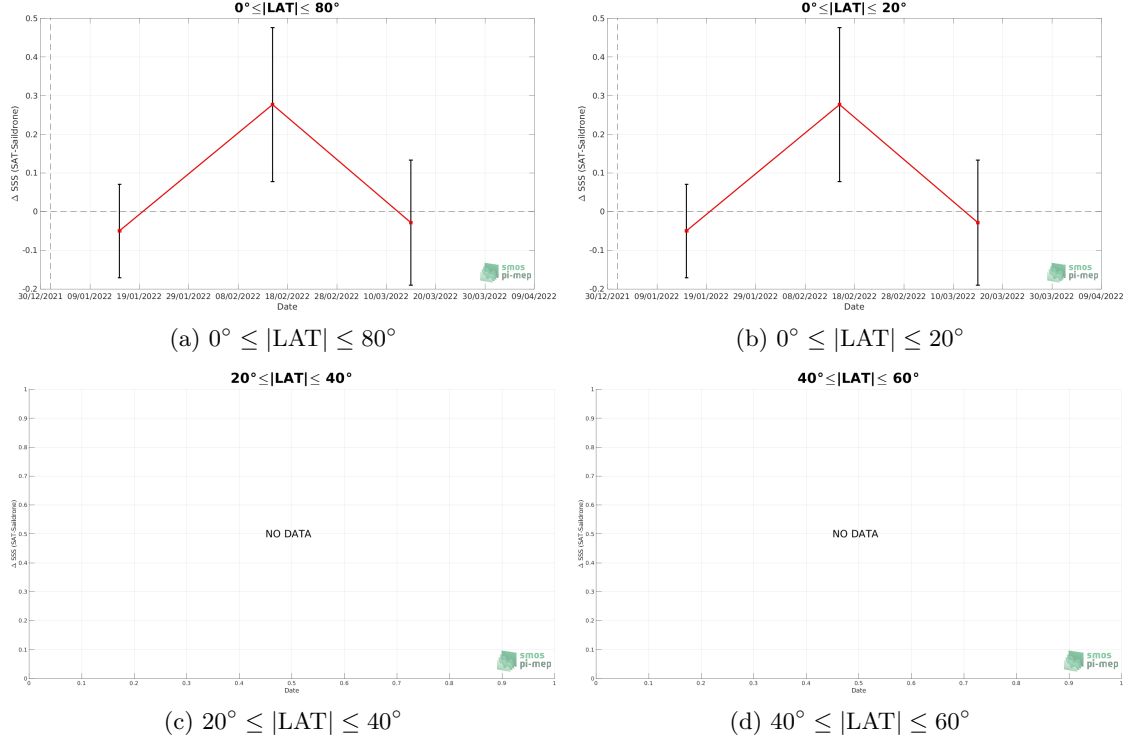 0°≤|LAT|≤ 80°
0.5
0.4
0.3
0.2
0.1
0
-0.1
-0.2
Δ SSS (SAT-Saildrone)
30/12/2021 09/01/2022 19/01/2022 29/01/2022 08/02/2022 18/02/2022 28/02/2022 10/03/2022 20/03/2022 30/03/2022 09/04/2022
Date
smos
pi-mep
(a) 0° ≤ |LAT| ≤ 80°
0°≤|LAT|≤ 20°
0.5
0.4
0.3
0.2
0.1
0
-0.1
-0.2
Δ SSS (SAT-Saildrone)
30/12/2021 09/01/2022 19/01/2022 29/01/2022 08/02/2022 18/02/2022 28/02/2022 10/03/2022 20/03/2022 30/03/2022 09/04/2022
Date
smos
pi-mep
(b) 0° ≤ |LAT| ≤ 20°
20°≤|LAT|≤ 40°
1
0.9
0.8
0.7
0.6
0.5
0.4
0.3
0.2
0.1
0
Δ SSS (SAT-Saildrone)
NO DATA
0 0.1 0.2 0.3 0.4 0.5 0.6 0.7 0.8 0.9 1
Date
smos
pi-mep
(c) 20° ≤ |LAT| ≤ 40°
40°≤|LAT|≤ 60°
1
0.9
0.8
0.7
0.6
0.5
0.4
0.3
0.2
0.1
0
Δ SSS (SAT-Saildrone)
NO DATA
0 0.1 0.2 0.3 0.4 0.5 0.6 0.7 0.8 0.9 1
Date
smos
pi-mep
(d) 40° ≤ |LAT| ≤ 60°